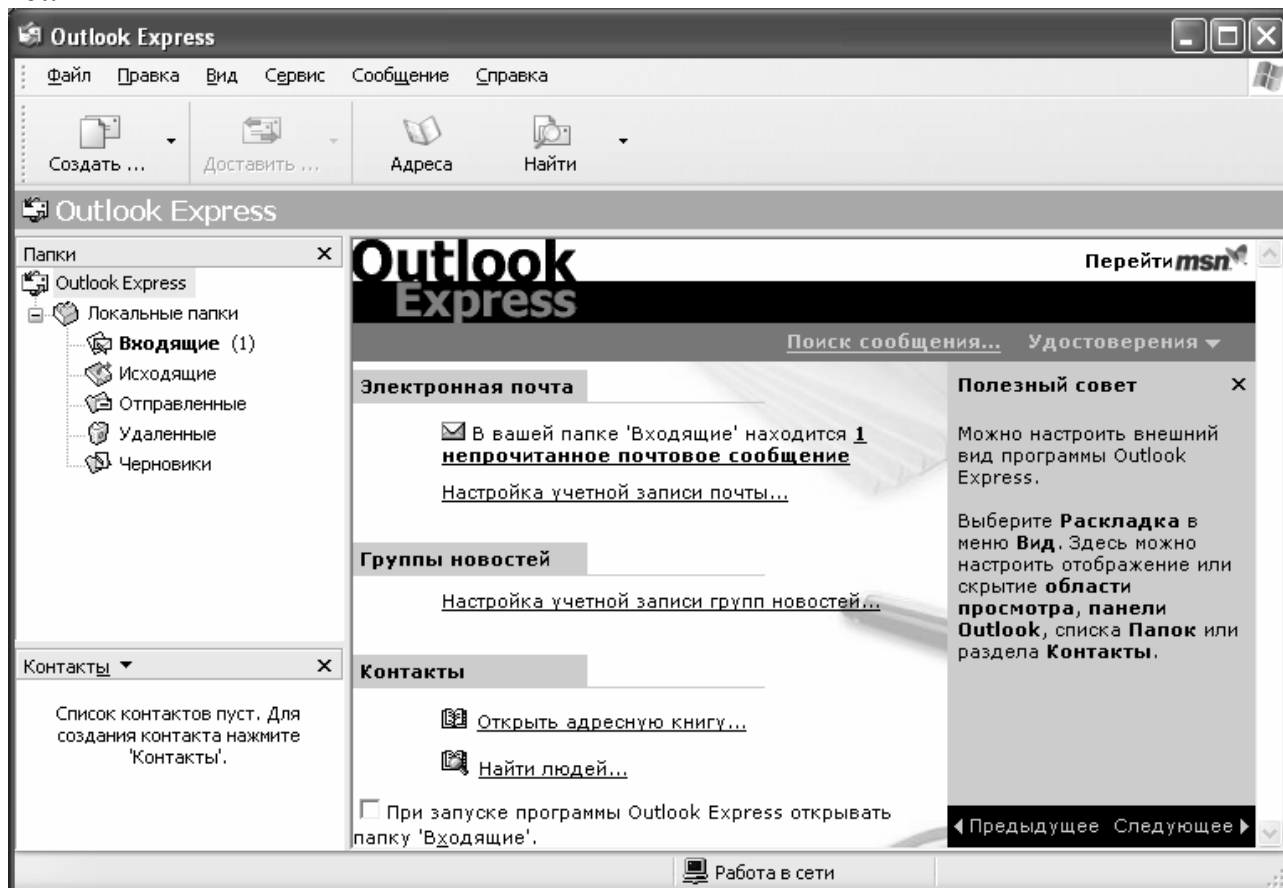 Outlook Express
Файл Правка Вид Сервис Сообщение Справка
Создать ... Доставить ... Адреса Найти
Outlook Express
Папки
Outlook Express
Локальные папки
Входящие (1)
Исходящие
Отправленные
Удаленные
Черновики
Контакты
Список контактов пуст. Для
создания контакта нажмите
'Контакты'.
Outlook
Express
Перейти msn
Поиск сообщения... Удостоверения
Электронная почта
В вашей папке 'Входящие' находится 1
непрочитанное почтовое сообщение
Настройка учетной записи почты...
Группы новостей
Настройка учетной записи групп новостей...
Контакты
Открыть адресную книгу...
Найти людей...
При запуске программы Outlook Express открывать
папку 'Входящие'.
Полезный совет
Можно настроить внешний
вид программы Outlook
Express.
Выберите Раскладка в
меню Вид. Здесь можно
настроить отображение или
скрытие области
просмотра, панели
Outlook, списка Папок или
раздела Контакты.
Предыдущее Следующее
Работа в сети